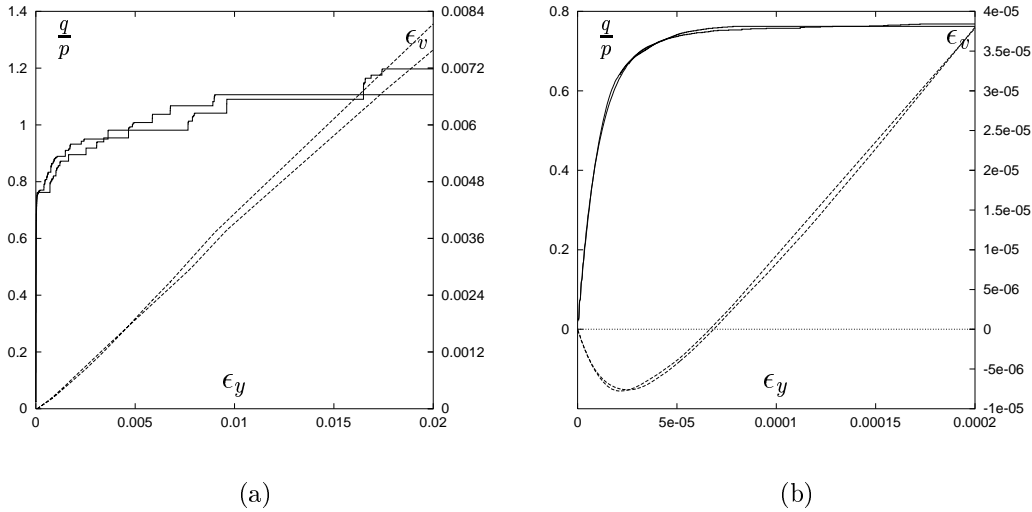 1.4 q/p ϵ_v 0.0084
1.2 0.0072
1 0.006
0.8 0.0048
0.6 0.0036
0.4 0.0024
0.2 0.0012
ϵ_y
0 0
0 0.005 0.01 0.015 0.02
(a)
0.8 q/p ϵ_v 4e-05
3.5e-05
0.6 3e-05
2.5e-05
0.4 2e-05
1.5e-05
0.2 1e-05
5e-06
0 0
-5e-06
ϵ_y
-1e-05
0 5e-05 0.0001 0.00015 0.0002
(b)